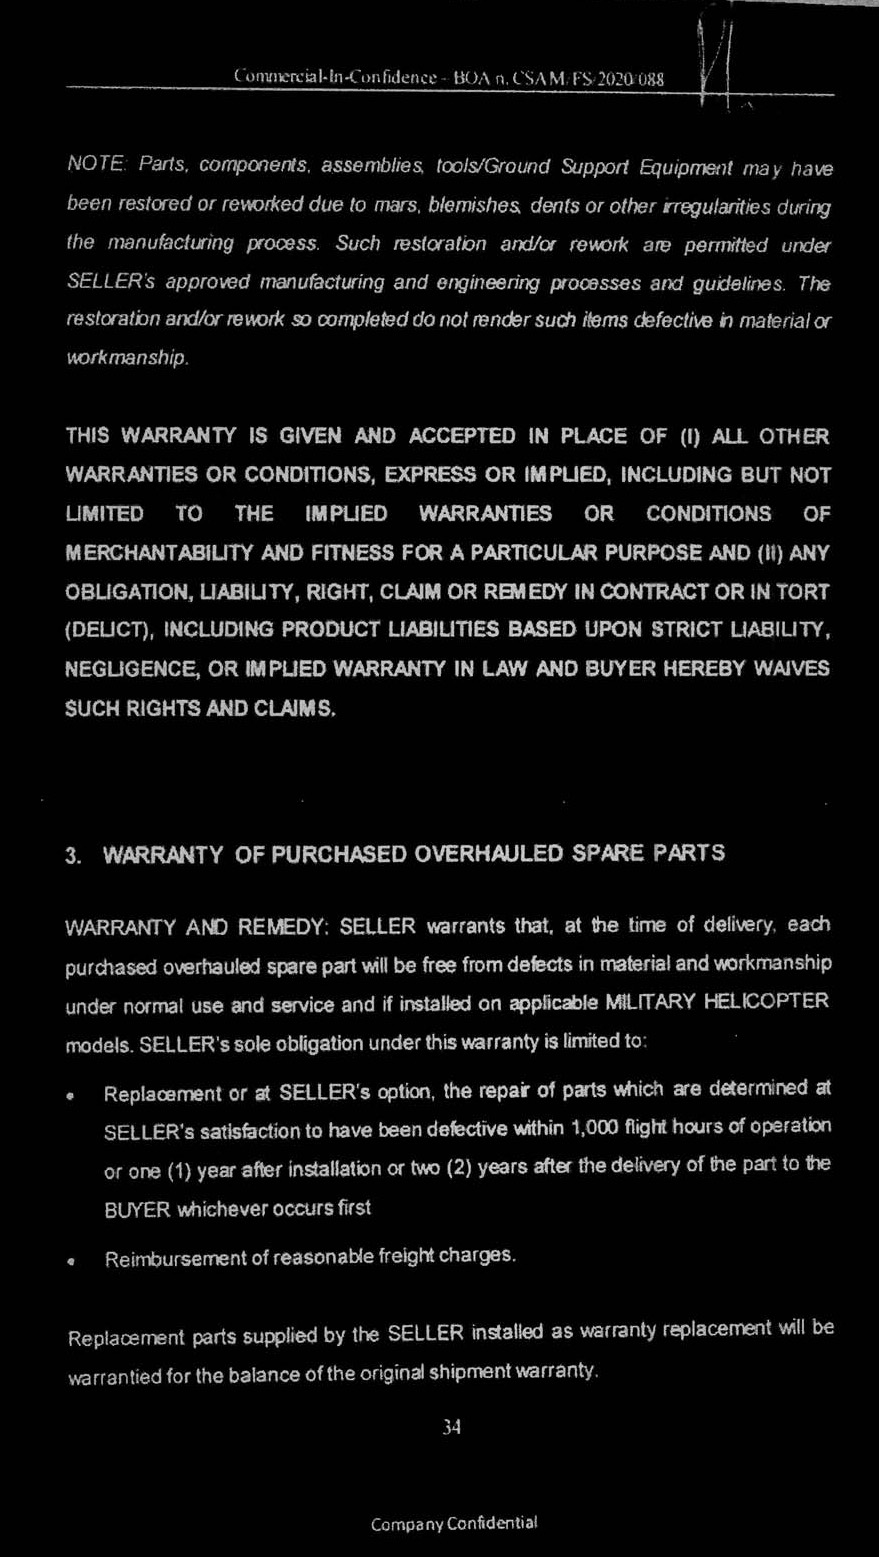 Commercial-In-Confidence - BOA n. CSAM/FS/2020/088
NOTE: Parts, components, assemblies, tools/Ground Support Equipment may have
been restored or reworked due to mars, blemishes, dents or other irregularities during
the manufacturing process. Such restoration and/or rework are permitted under
SELLER's approved manufacturing and engineering processes and guidelines. The
restoration and/or rework so completed do not render such items defective in material or
workmanship.
THIS WARRANTY IS GIVEN AND ACCEPTED IN PLACE OF (I) ALL OTHER
WARRANTIES OR CONDITIONS, EXPRESS OR IMPLIED, INCLUDING BUT NOT
LIMITED TO THE IMPLIED WARRANTIES OR CONDITIONS OF
MERCHANTABILITY AND FITNESS FOR A PARTICULAR PURPOSE AND (II) ANY
OBLIGATION, LIABILITY, RIGHT, CLAIM OR REMEDY IN CONTRACT OR IN TORT
(DELICT), INCLUDING PRODUCT LIABILITIES BASED UPON STRICT LIABILITY,
NEGLIGENCE, OR IMPLIED WARRANTY IN LAW AND BUYER HEREBY WAIVES
SUCH RIGHTS AND CLAIMS.
3. WARRANTY OF PURCHASED OVERHAULED SPARE PARTS
WARRANTY AND REMEDY: SELLER warrants that, at the time of delivery, each
purchased overhauled spare part will be free from defects in material and workmanship
under normal use and service and if installed on applicable MILITARY HELICOPTER
models. SELLER's sole obligation under this warranty is limited to:
• Replacement or at SELLER's option, the repair of parts which are determined at
SELLER's satisfaction to have been defective within 1,000 flight hours of operation
or one (1) year after installation or two (2) years after the delivery of the part to the
BUYER whichever occurs first
• Reimbursement of reasonable freight charges.
Replacement parts supplied by the SELLER installed as warranty replacement will be
warrantied for the balance of the original shipment warranty.
34
Company Confidential